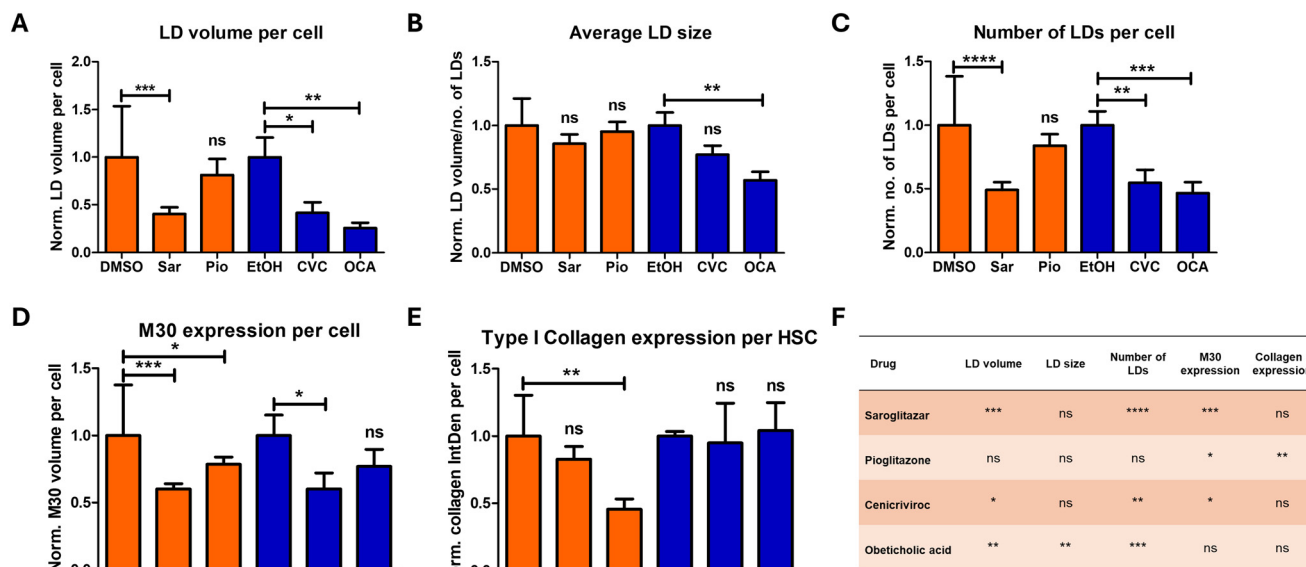 A
LD volume per cell
Norm. LD volume per cell
2.0
1.5
1.0
0.5
0.0
***
ns
*
**
DMSO Sar Pio EtOH CVC OCA
B
Average LD size
Norm. LD volume/no. of LDs
1.5
1.0
0.5
0.0
ns
ns
ns
**
DMSO Sar Pio EtOH CVC OCA
C
Number of LDs per cell
Norm. no. of LDs per cell
1.5
1.0
0.5
0.0
****
ns
**
***
DMSO Sar Pio EtOH CVC OCA
D
M30 expression per cell
Norm. M30 volume per cell
1.5
1.0
0.5
*
***
*
ns
E
Type I Collagen expression per HSC
collagen IntDen per cell
1.5
1.0
0.5
**
ns
ns
ns
F
Drug LD volume LD size Number of LDs M30 expression Collagen
Saroglitazar *** ns **** *** ns
Pioglitazone ns ns ns * **
Cenicriviroc * ns ** * ns
Obeticholic acid ** ** *** ns ns